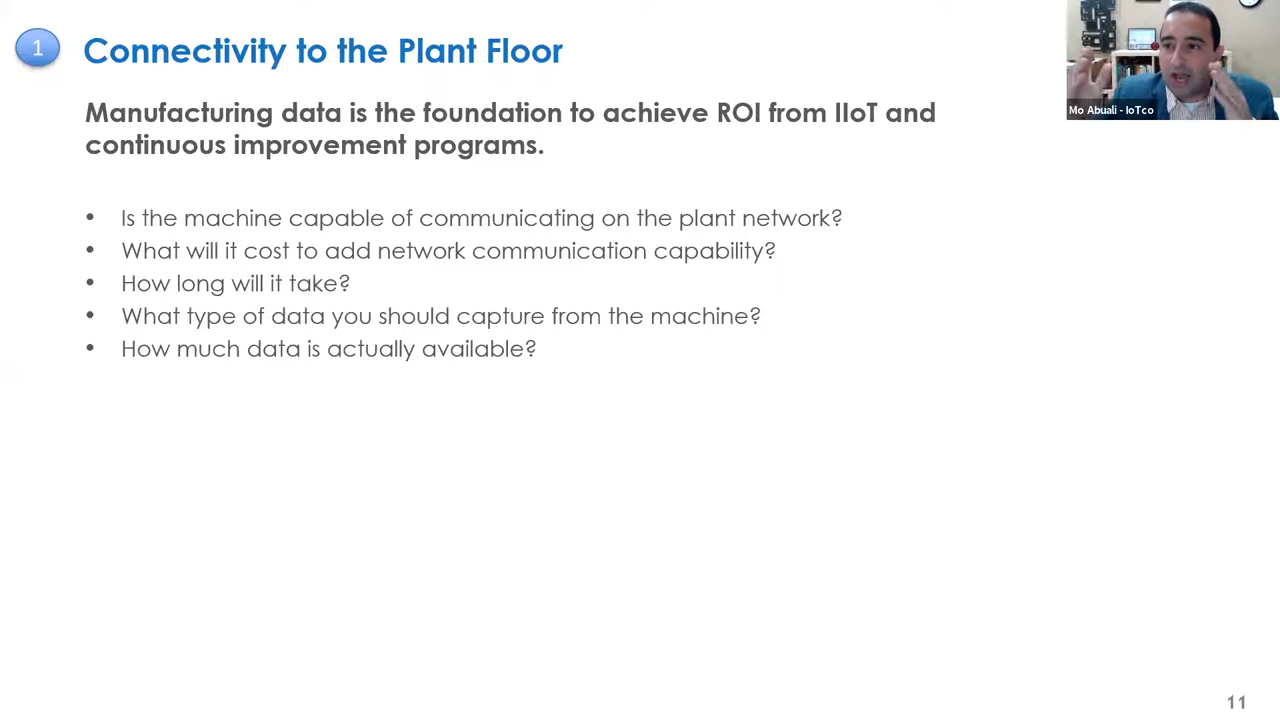 1
Connectivity to the Plant Floor
Mo Abuali - IoTco
Manufacturing data is the foundation to achieve ROI from IIoT and
continuous improvement programs.
• Is the machine capable of communicating on the plant network?
• What will it cost to add network communication capability?
• How long will it take?
• What type of data you should capture from the machine?
• How much data is actually available?
11